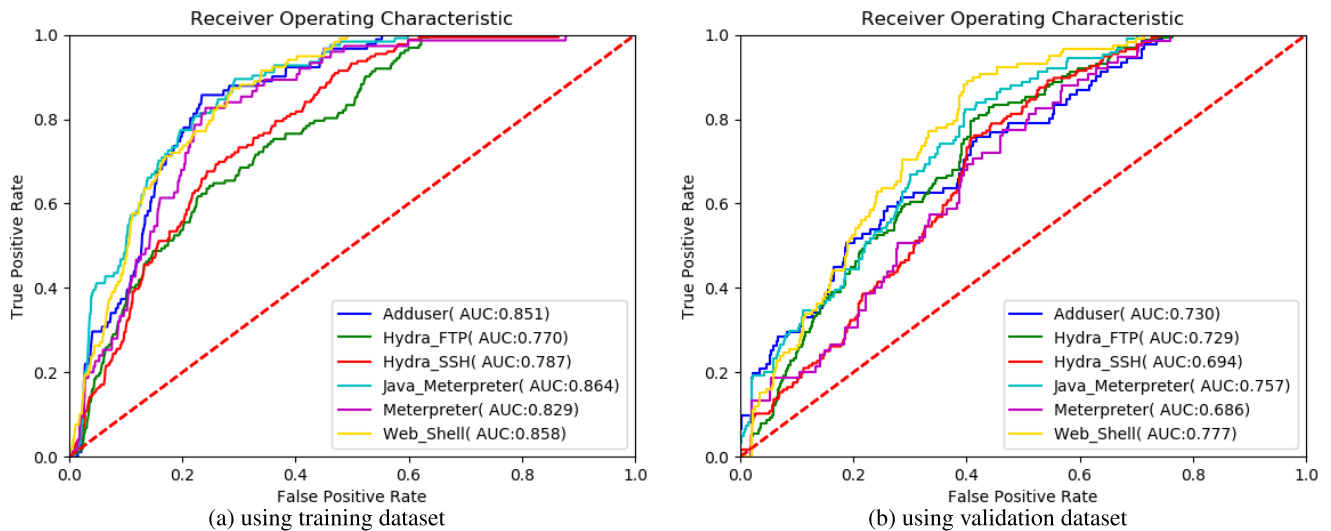 Receiver Operating Characteristic
1.0
0.8
0.6
0.4
0.2
0.0
True Positive Rate
Adduser( AUC:0.851)
Hydra_FTP( AUC:0.770)
Hydra_SSH( AUC:0.787)
Java_Meterpreter( AUC:0.864)
Meterpreter( AUC:0.829)
Web_Shell( AUC:0.858)
0.0 0.2 0.4 0.6 0.8 1.0
False Positive Rate
(a) using training dataset
Receiver Operating Characteristic
1.0
0.8
0.6
0.4
0.2
0.0
True Positive Rate
Adduser( AUC:0.730)
Hydra_FTP( AUC:0.729)
Hydra_SSH( AUC:0.694)
Java_Meterpreter( AUC:0.757)
Meterpreter( AUC:0.686)
Web_Shell( AUC:0.777)
0.0 0.2 0.4 0.6 0.8 1.0
False Positive Rate
(b) using validation dataset